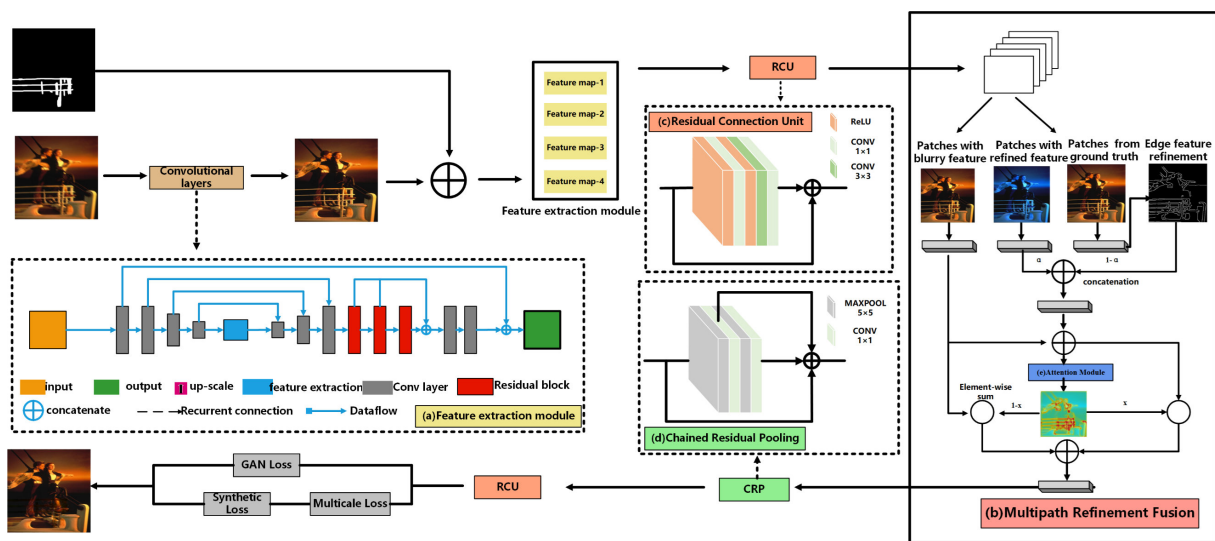 Convolutional
layers
Feature map-1
Feature map-2
Feature map-3
Feature map-4
Feature extraction module
RCU
(c)Residual Connection Unit
ReLU
CONV
1×1
CONV
3×3
Patches with
blurry feature
Patches with
refined feature
Patches from
ground truth
Edge feature
refinement
α
1- α
concatenation
(e)Attention Module
Element-wise
sum
1-x
x
(b)Multipath Refinement Fusion
MAXPOOL
5×5
CONV
1×1
(d)Chained Residual Pooling
input
output
up-scale
feature extraction
Conv layer
Residual block
concatenate
Recurrent connection
Dataflow
(a)Feature extraction module
GAN Loss
Synthetic
Loss
Multicale Loss
RCU
CRP